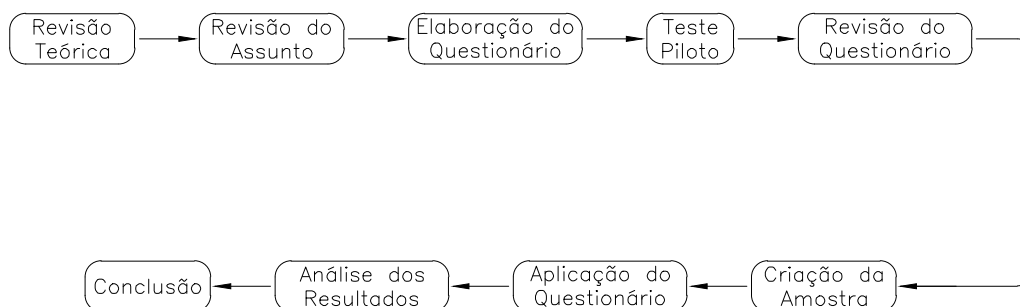 Revisão
Teórica
Revisão do
Assunto
Elaboração do
Questionário
Teste
Piloto
Revisão do
Questionário
Criação da
Amostra
Aplicação do
Questionário
Análise dos
Resultados
Conclusão